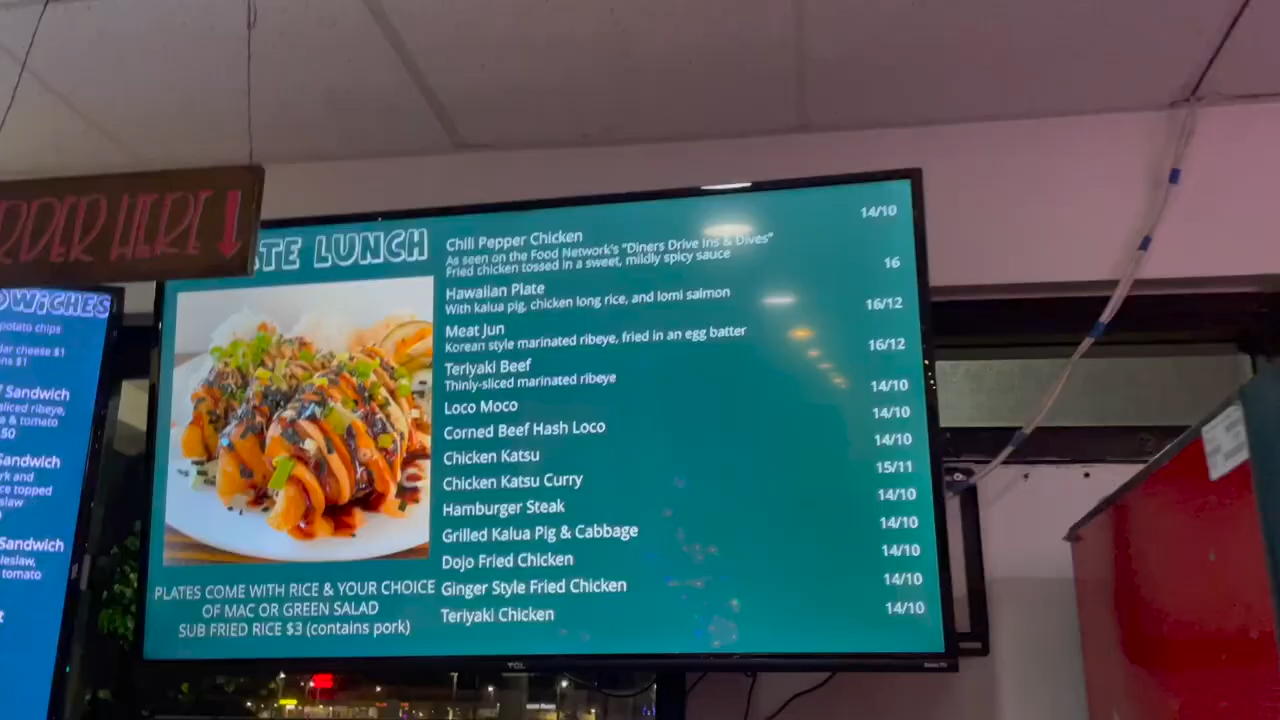 ORDER HERE
DWiCHES
potato chips
dar cheese $1
ons $1
Sandwich
sliced ribeye,
e & tomato
.50
Sandwich
rk and
ce topped
slaw
Sandwich
leslaw,
tomato
TE LUNCH
PLATES COME WITH RICE & YOUR CHOICE
OF MAC OR GREEN SALAD
SUB FRIED RICE $3 (contains pork)
Chili Pepper Chicken 14/10
As seen on the Food Network's "Diners Drive Ins & Dives"
Fried chicken tossed in a sweet, mildly spicy sauce
Hawaiian Plate 16
With kalua pig, chicken long rice, and lomi salmon
Meat Jun 16/12
Korean style marinated ribeye, fried in an egg batter
Teriyaki Beef 16/12
Thinly-sliced marinated ribeye
Loco Moco 14/10
Corned Beef Hash Loco 14/10
Chicken Katsu 14/10
Chicken Katsu Curry 15/11
Hamburger Steak 14/10
Grilled Kalua Pig & Cabbage 14/10
Dojo Fried Chicken 14/10
Ginger Style Fried Chicken 14/10
Teriyaki Chicken 14/10
TCL
Roku TV